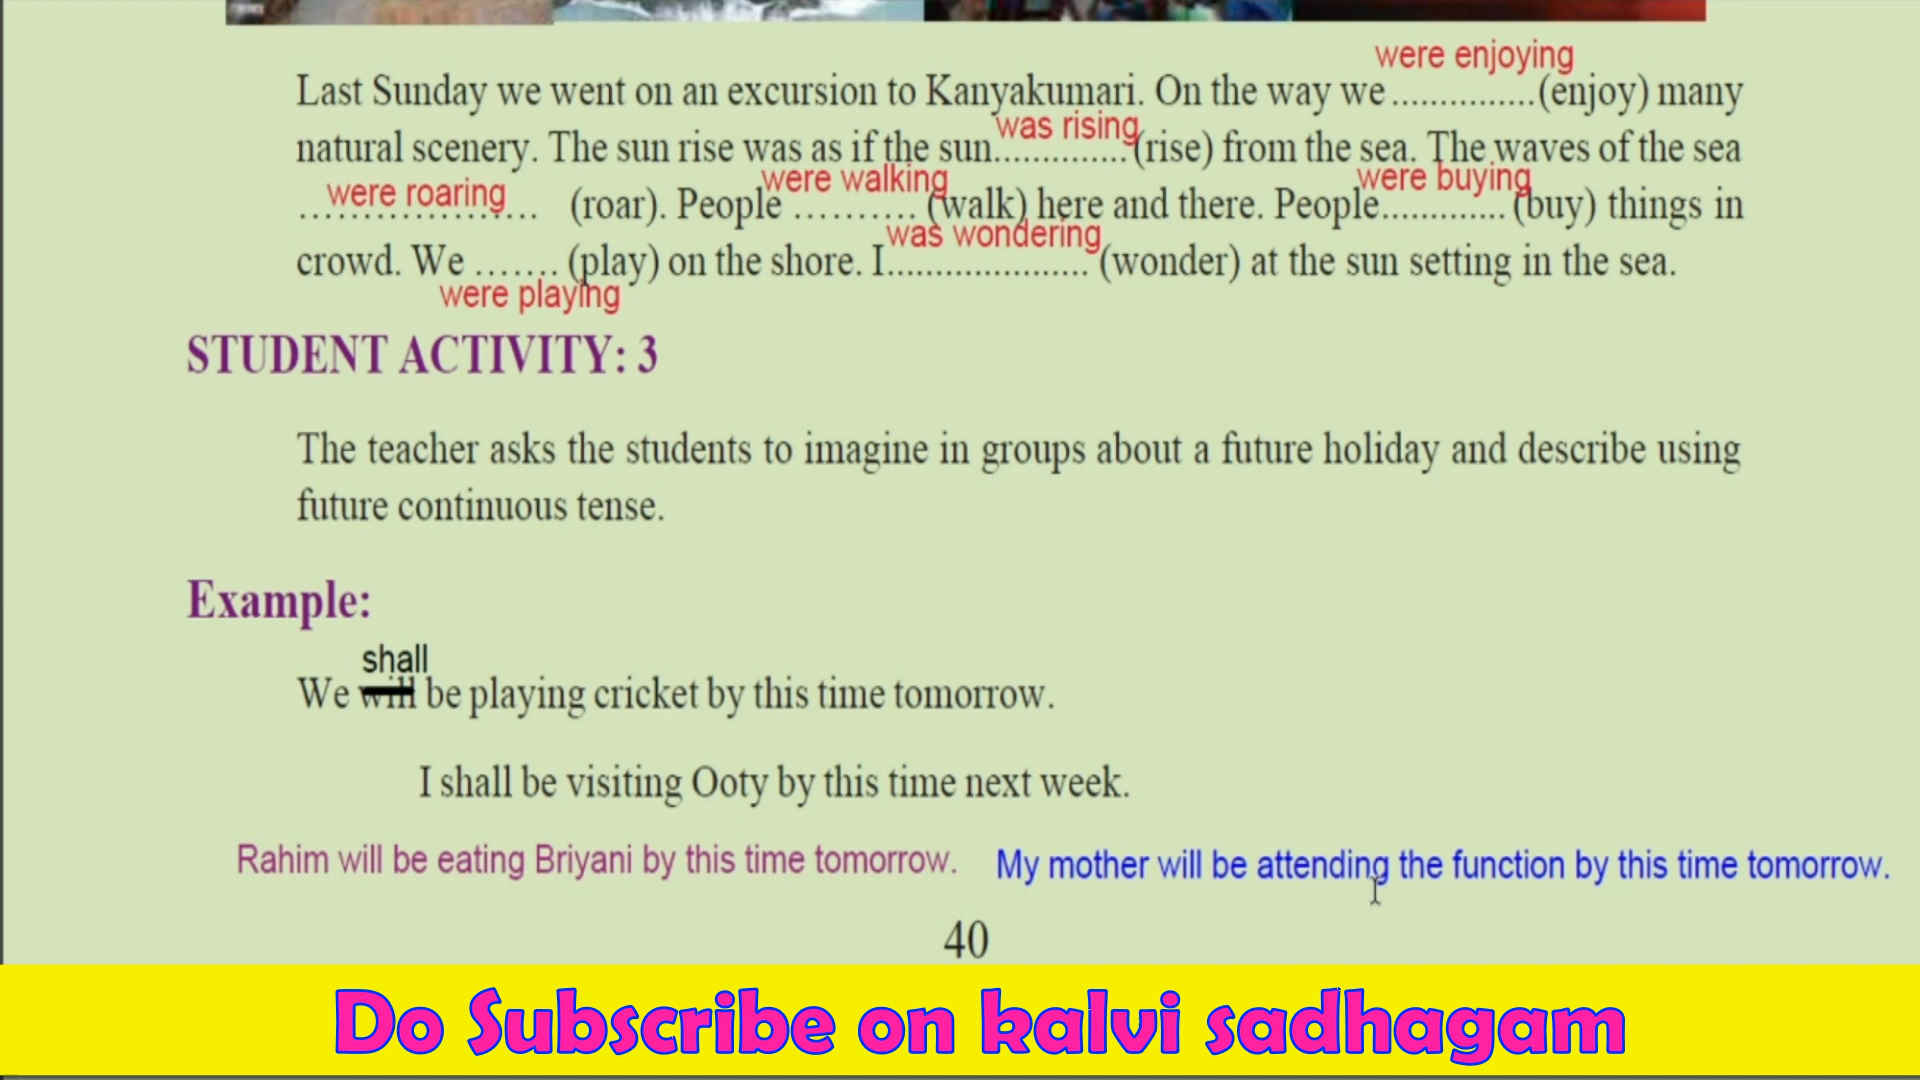 were enjoying
Last Sunday we went on an excursion to Kanyakumari. On the way we ............... (enjoy) many
was rising
natural scenery. The sun rise was as if the sun.............. (rise) from the sea. The waves of the sea
were roaring were walking were buying
..................... (roar). People .......... (walk) here and there. People............. (buy) things in
was wondering
crowd. We ....... (play) on the shore. I..................... (wonder) at the sun setting in the sea.
were playing
STUDENT ACTIVITY: 3
The teacher asks the students to imagine in groups about a future holiday and describe using
future continuous tense.
Example:
shall
We will be playing cricket by this time tomorrow.
I shall be visiting Ooty by this time next week.
Rahim will be eating Briyani by this time tomorrow. My mother will be attending the function by this time tomorrow.
40
Do Subscribe on kalvi sadhagam